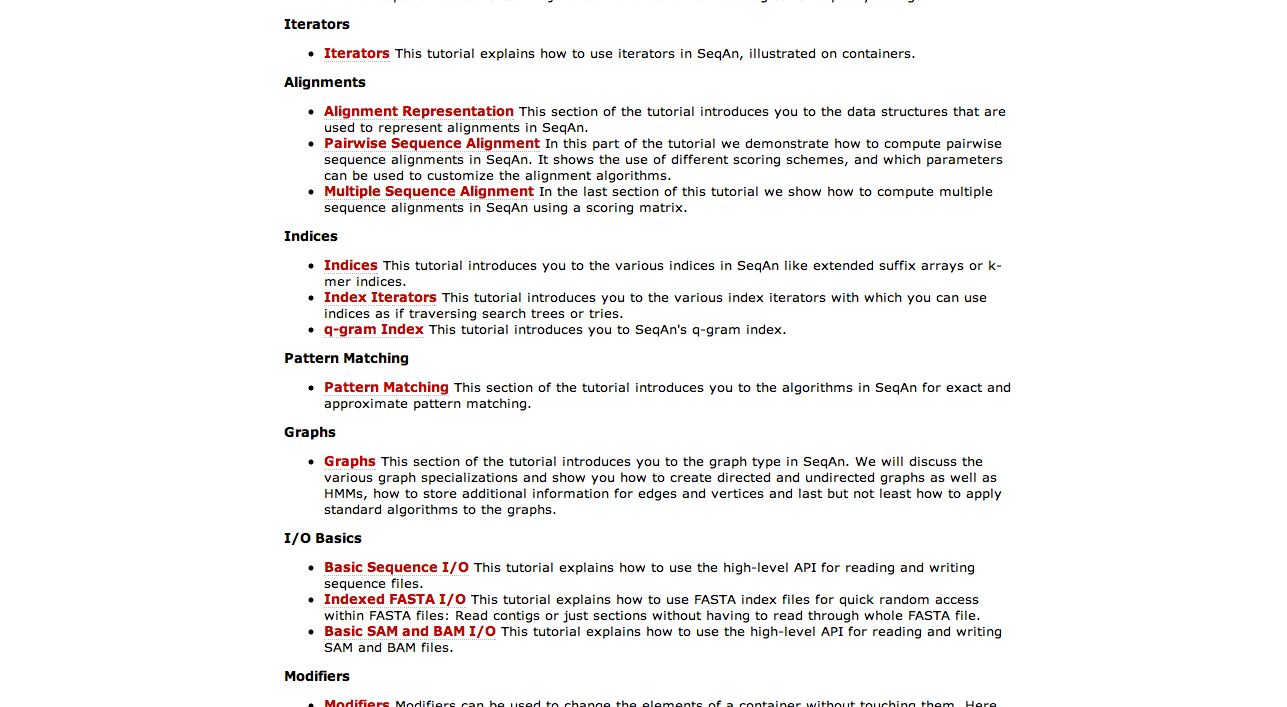 Iterators
Iterators This tutorial explains how to use iterators in SeqAn, illustrated on containers.
Alignments
Alignment Representation This section of the tutorial introduces you to the data structures that are
used to represent alignments in SeqAn.
Pairwise Sequence Alignment In this part of the tutorial we demonstrate how to compute pairwise
sequence alignments in SeqAn. It shows the use of different scoring schemes, and which parameters
can be used to customize the alignment algorithms.
Multiple Sequence Alignment In the last section of this tutorial we show how to compute multiple
sequence alignments in SeqAn using a scoring matrix.
Indices
Indices This tutorial introduces you to the various indices in SeqAn like extended suffix arrays or k-
mer indices.
Index Iterators This tutorial introduces you to the various index iterators with which you can use
indices as if traversing search trees or tries.
q-gram Index This tutorial introduces you to SeqAn's q-gram index.
Pattern Matching
Pattern Matching This section of the tutorial introduces you to the algorithms in SeqAn for exact and
approximate pattern matching.
Graphs
Graphs This section of the tutorial introduces you to the graph type in SeqAn. We will discuss the
various graph specializations and show you how to create directed and undirected graphs as well as
HMMs, how to store additional information for edges and vertices and last but not least how to apply
standard algorithms to the graphs.
I/O Basics
Basic Sequence I/O This tutorial explains how to use the high-level API for reading and writing
sequence files.
Indexed FASTA I/O This tutorial explains how to use FASTA index files for quick random access
within FASTA files: Read contigs or just sections without having to read through whole FASTA file.
Basic SAM and BAM I/O This tutorial explains how to use the high-level API for reading and writing
SAM and BAM files.
Modifiers
Modifiers Modifiers can be used to change the elements of a container without touching them. Here